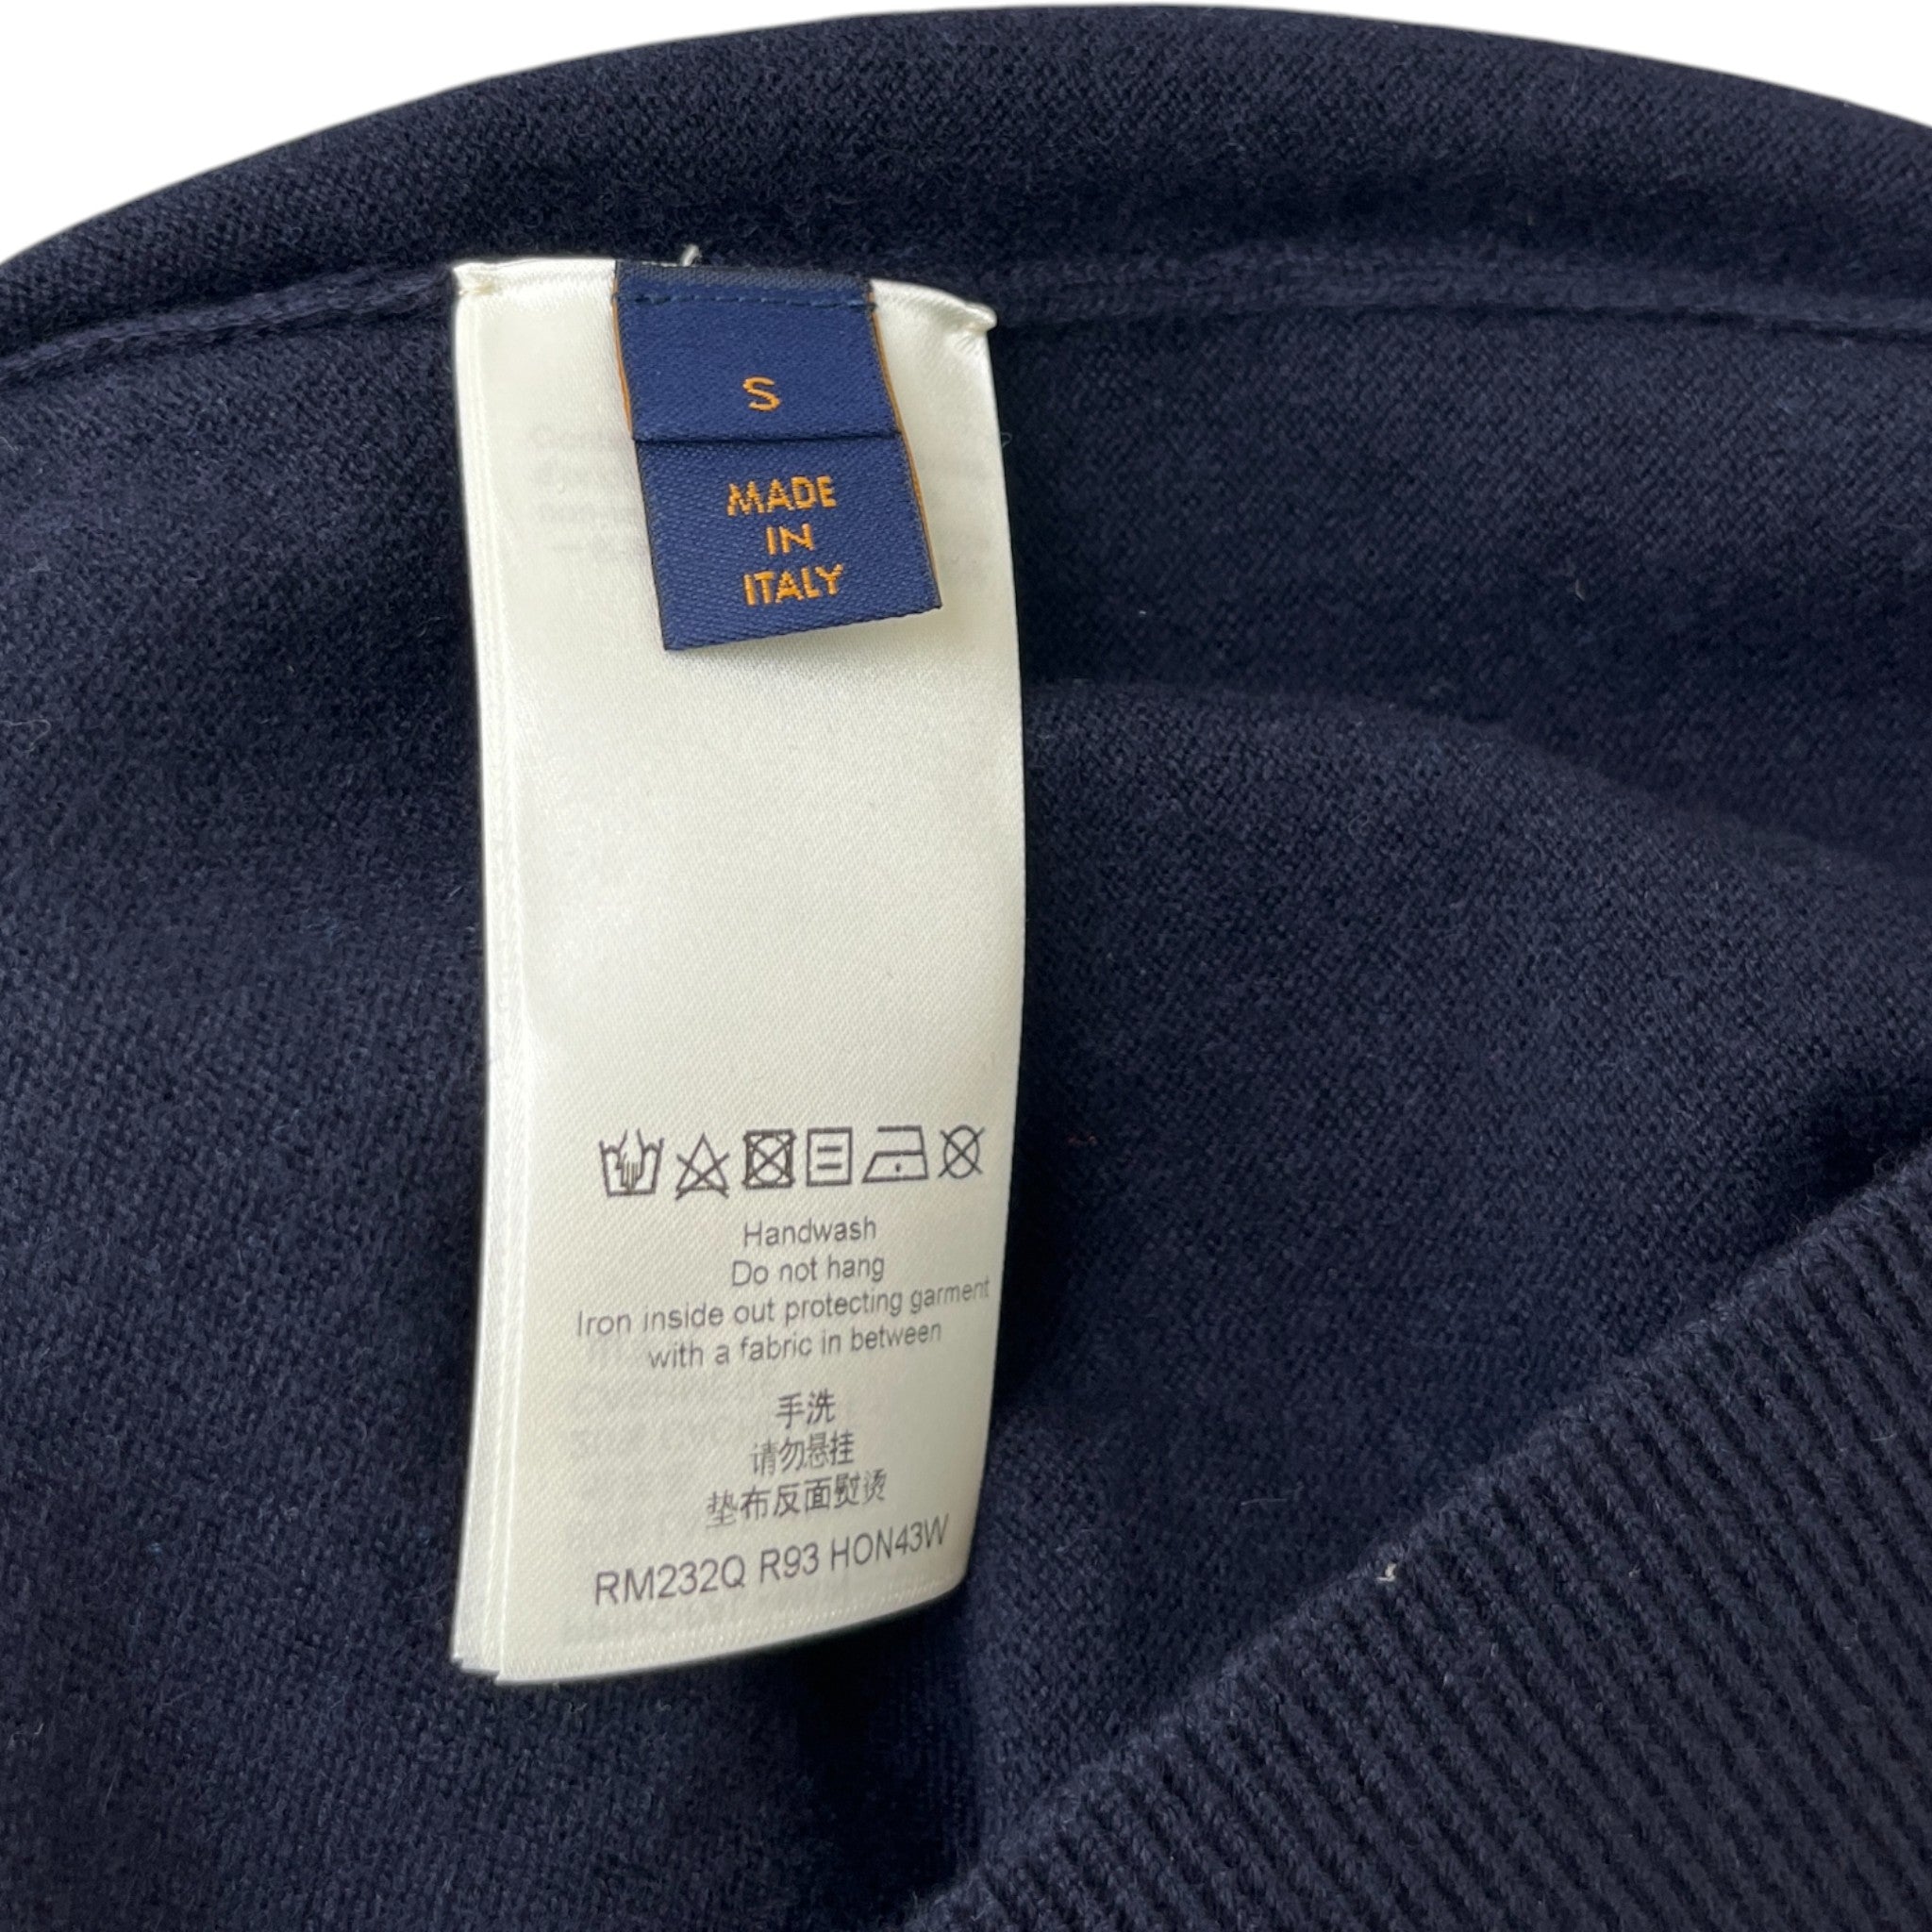 S
MADE
IN
ITALY
Handwash
Do not hang
Iron inside out protecting garment
with a fabric in between
手洗
请勿悬挂
垫布反面熨烫
RM232Q R93 HON43W